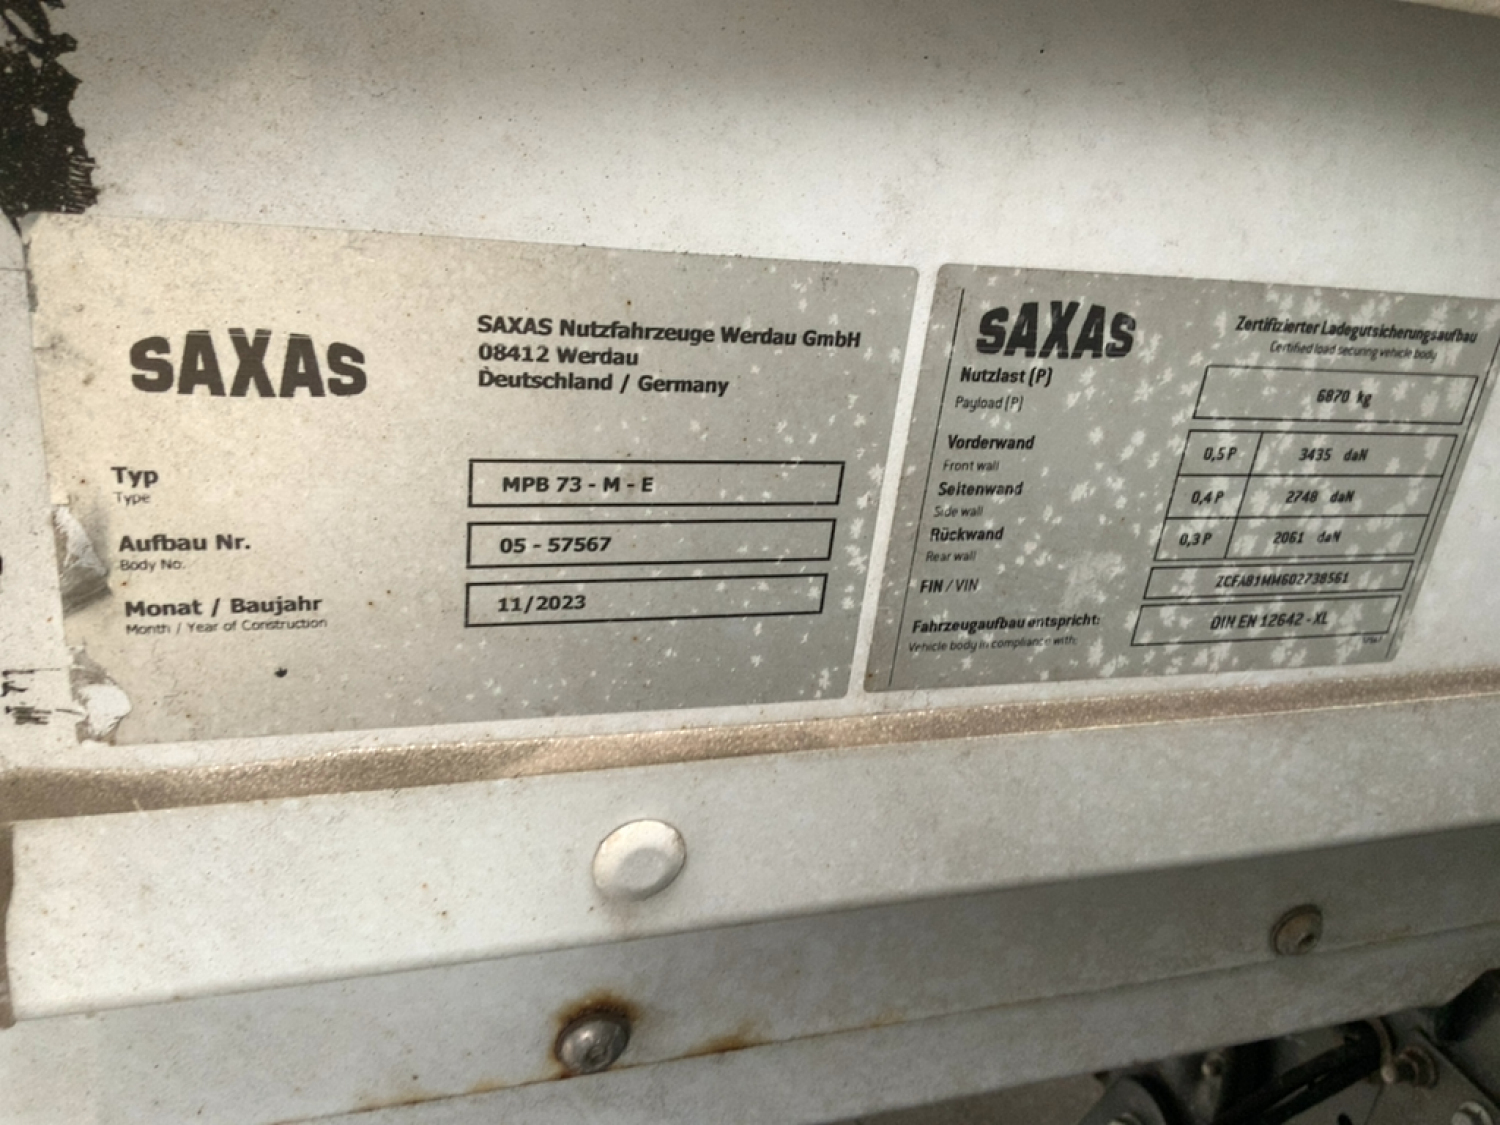 SAXAS
SAXAS Nutzfahrzeuge Werdau GmbH
08412 Werdau
Deutschland / Germany
Typ
Type
MPB 73 - M - E
Aufbau Nr.
Body No.
05 - 57567
Monat / Baujahr
Month / Year of Construction
11/2023
SAXAS
Zertifizierter Ladegutsicherungsaufbau
Certified load securing vehicle body
Nutzlast (P)
Payload (P)
6870 kg
Vorderwand
Front wall
0,5 P 3435 daN
Seitenwand
Side wall
0,4 P 2748 daN
Rückwand
Rear wall
0,3 P 2061 daN
FIN / VIN
ZCFA81MM602738561
Fahrzeugaufbau entspricht:
Vehicle body in compliance with:
DIN EN 12642 - XL